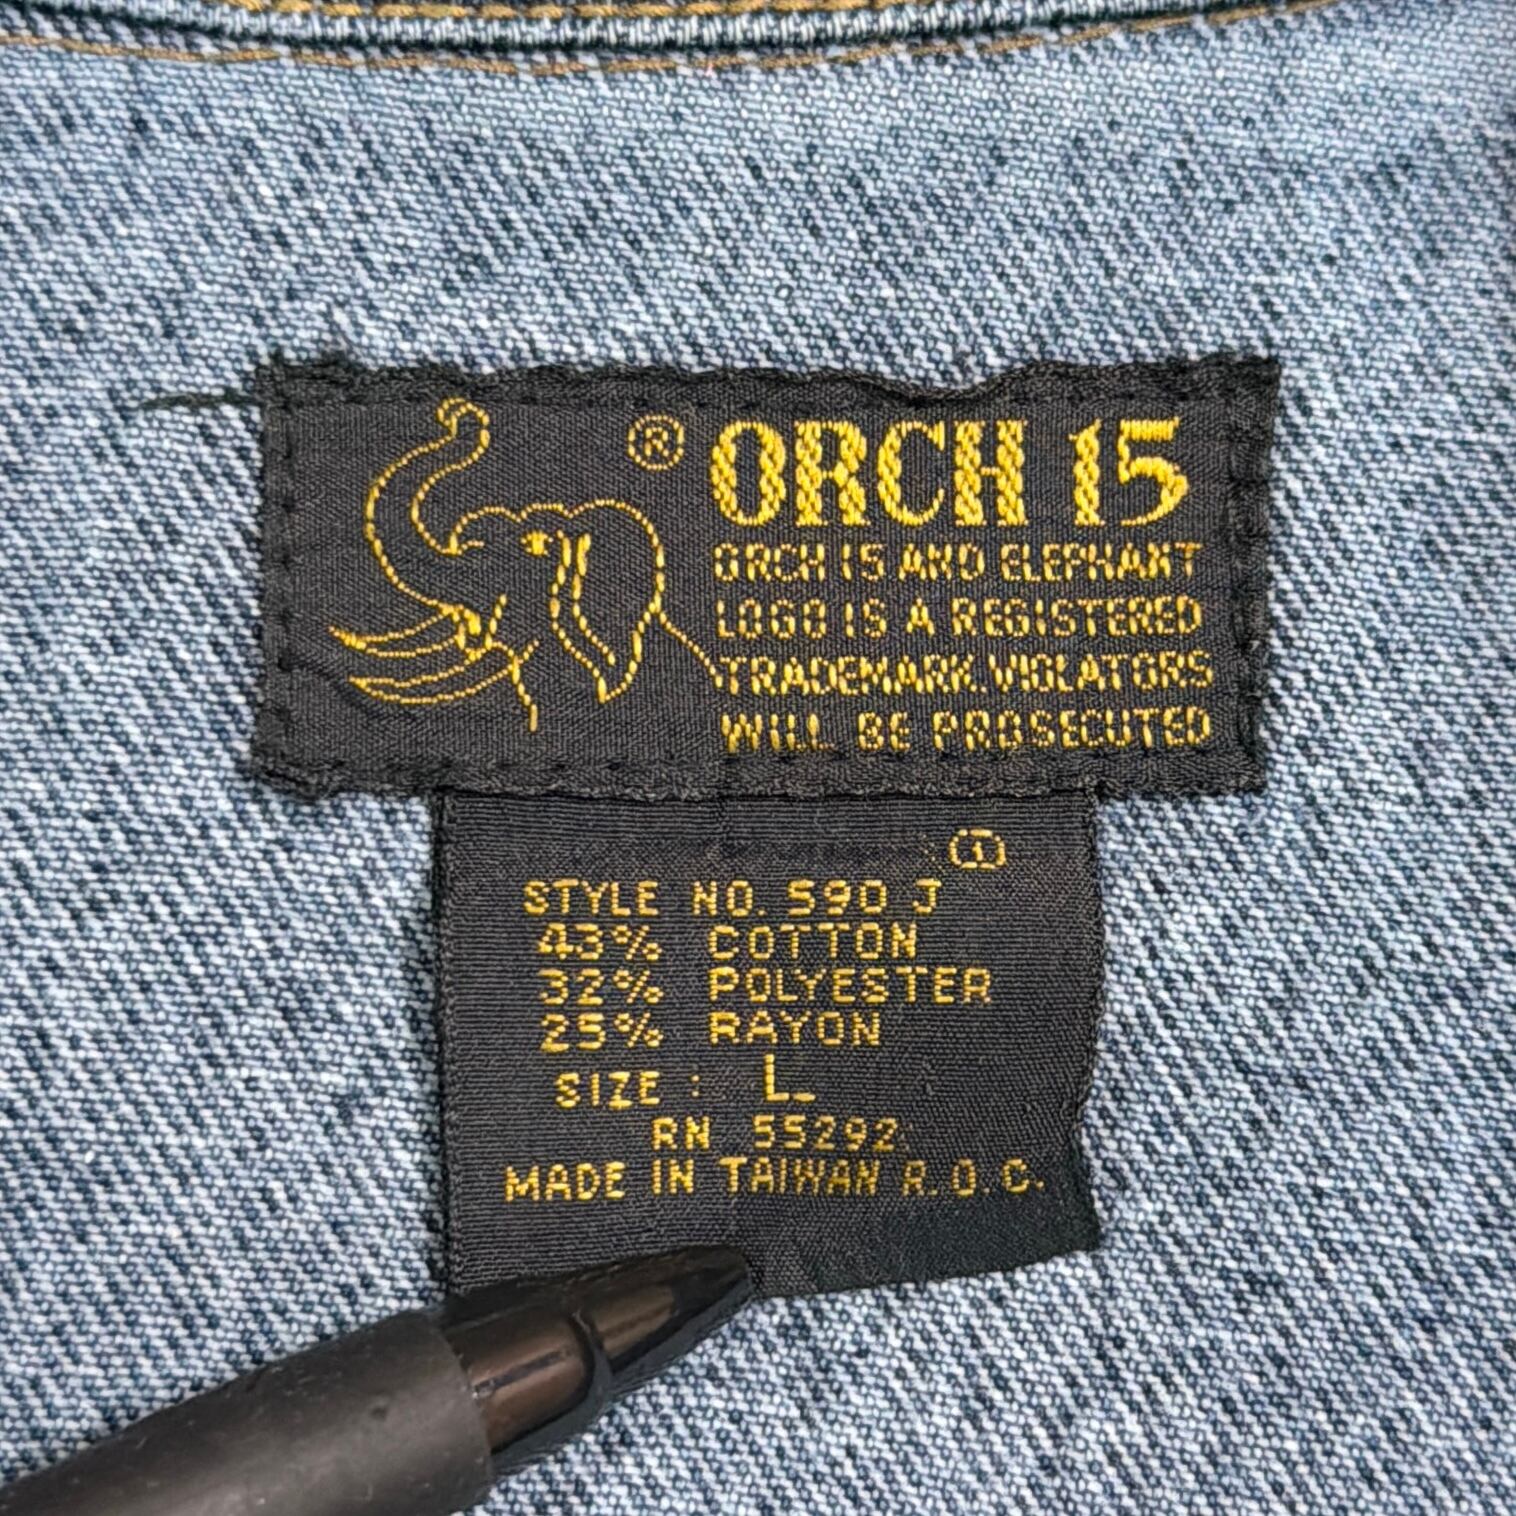 ® ORCH 15
ORCH 15 AND ELEPHANT
LOGO IS A REGISTERED
TRADEMARK. VIOLATORS
WILL BE PROSECUTED
1
STYLE NO. 590 J
43% COTTON
32% POLYESTER
25% RAYON
SIZE : L
RN 55292
MADE IN TAIWAN R.O.C.